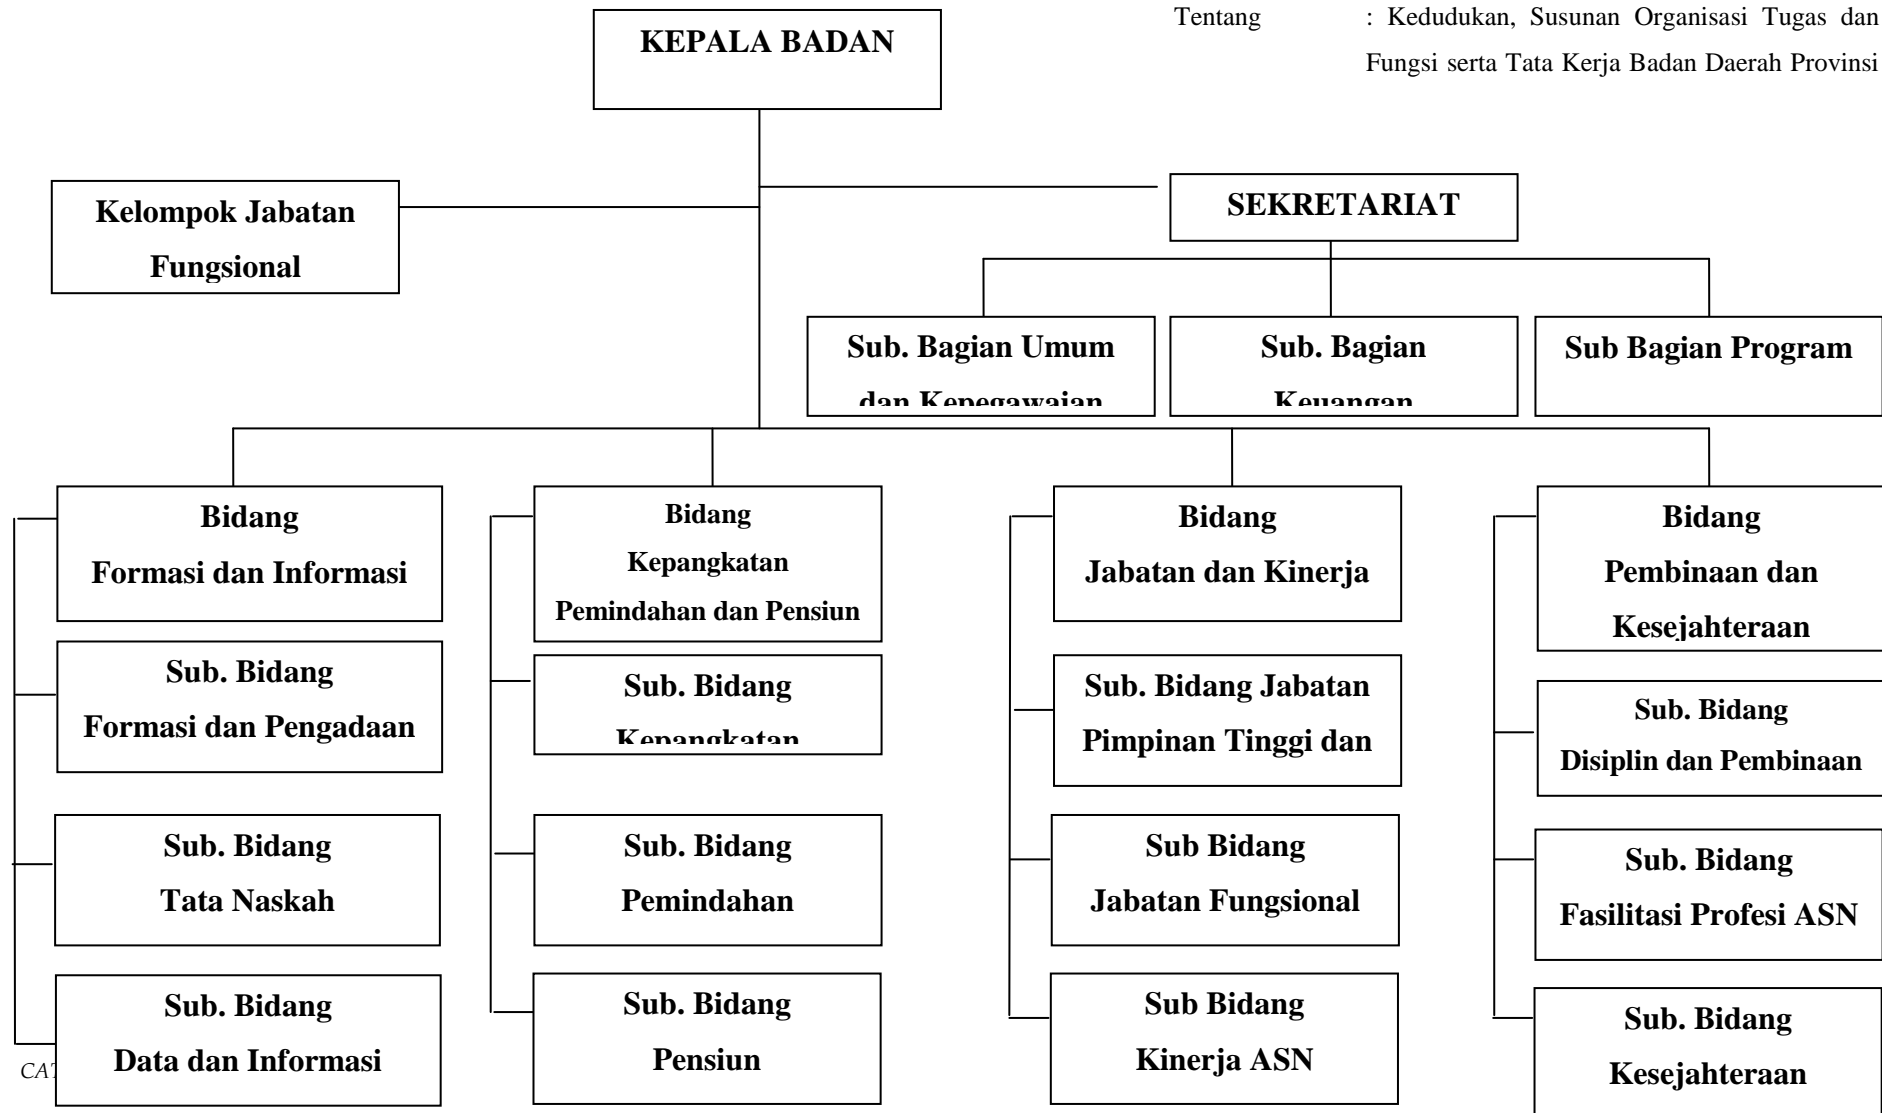 Tentang : Kedudukan, Susunan Organisasi Tugas dan
Fungsi serta Tata Kerja Badan Daerah Provinsi
KEPALA BADAN
Kelompok Jabatan
Fungsional
SEKRETARIAT
Sub. Bagian Umum
dan Kepegawaian
Sub. Bagian
Keuangan
Sub Bagian Program
Bidang
Formasi dan Informasi
Bidang
Kepangkatan
Pemindahan dan Pensiun
Bidang
Jabatan dan Kinerja
Bidang
Pembinaan dan
Kesejahteraan
Sub. Bidang
Formasi dan Pengadaan
Sub. Bidang
Kepangkatan
Sub. Bidang Jabatan
Pimpinan Tinggi dan
Sub. Bidang
Disiplin dan Pembinaan
Sub. Bidang
Tata Naskah
Sub. Bidang
Pemindahan
Sub Bidang
Jabatan Fungsional
Sub. Bidang
Fasilitasi Profesi ASN
Sub. Bidang
Data dan Informasi
Sub. Bidang
Pensiun
Sub Bidang
Kinerja ASN
Sub. Bidang
Kesejahteraan